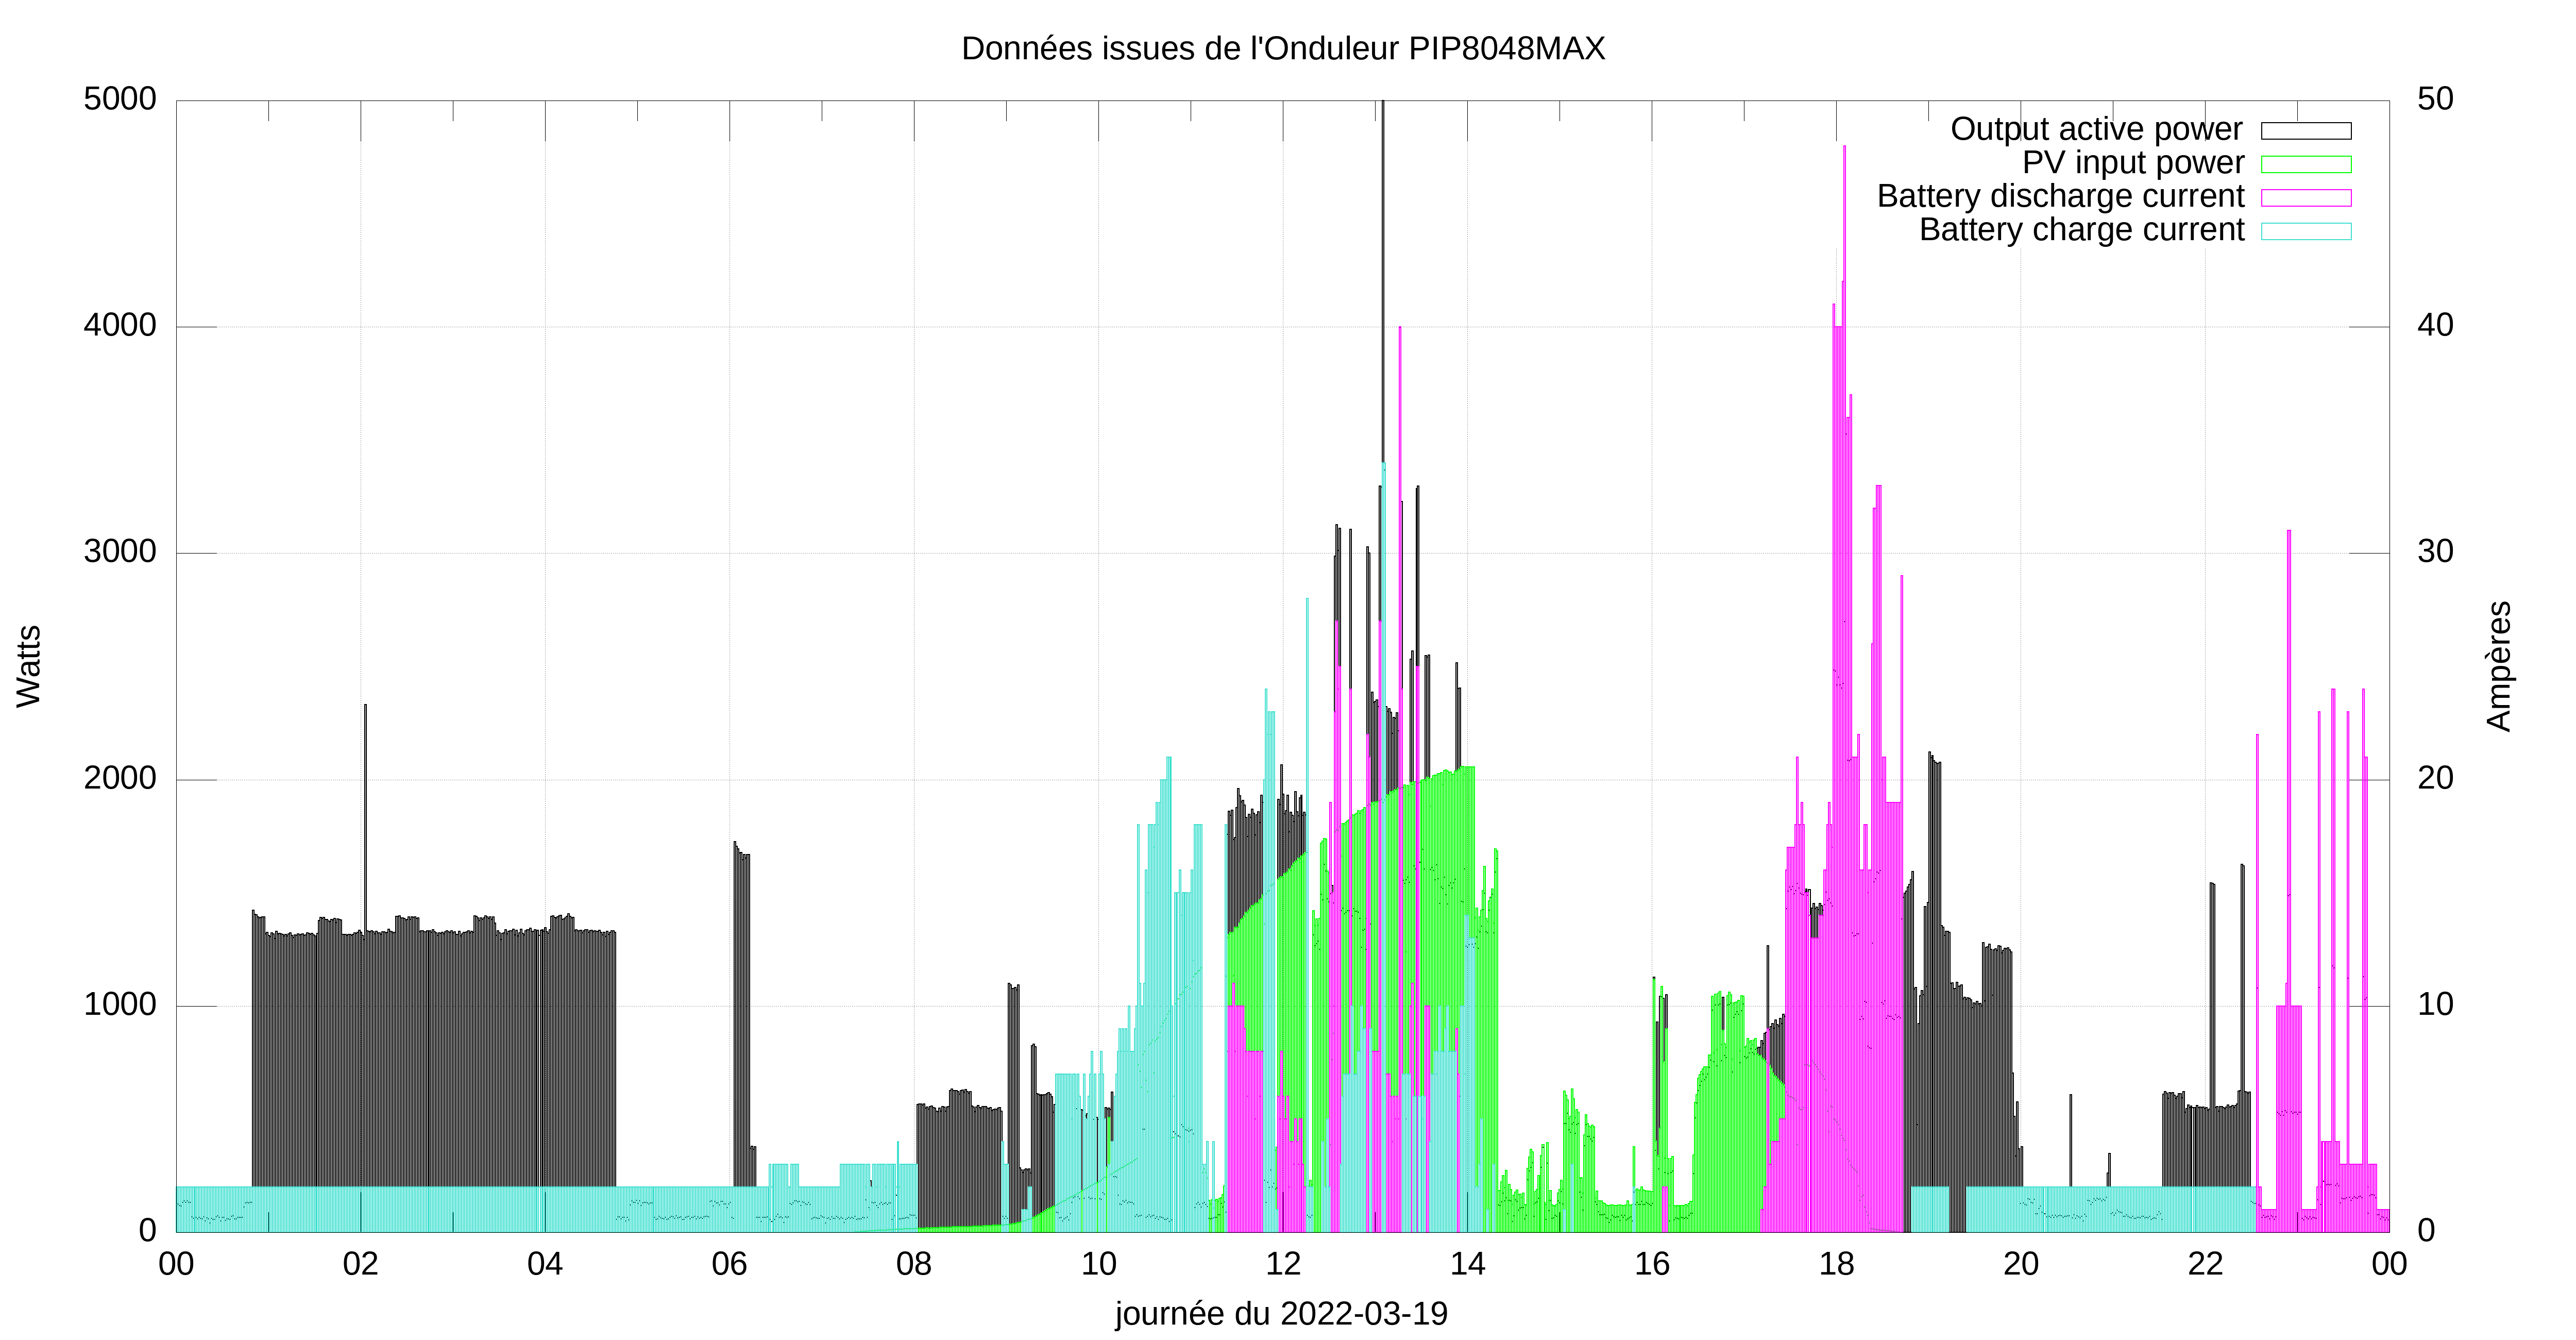 Données issues de l'Onduleur PIP8048MAX
5000
4000
3000
2000
1000
0
50
40
30
20
10
0
Output active power
PV input power
Battery discharge current
Battery charge current
Watts
Ampères
00 02 04 06 08 10 12 14 16 18 20 22 00
journée du 2022-03-19